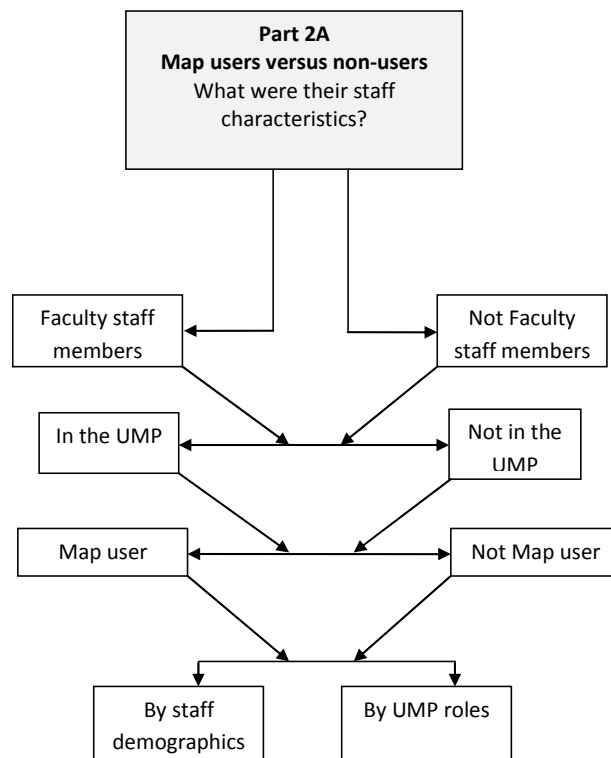 Part 2A
Map users versus non-users
What were their staff
characteristics?
Faculty staff
members
Not Faculty
staff members
In the UMP
Not in the
UMP
Map user
Not Map user
By staff
demographics
By UMP roles